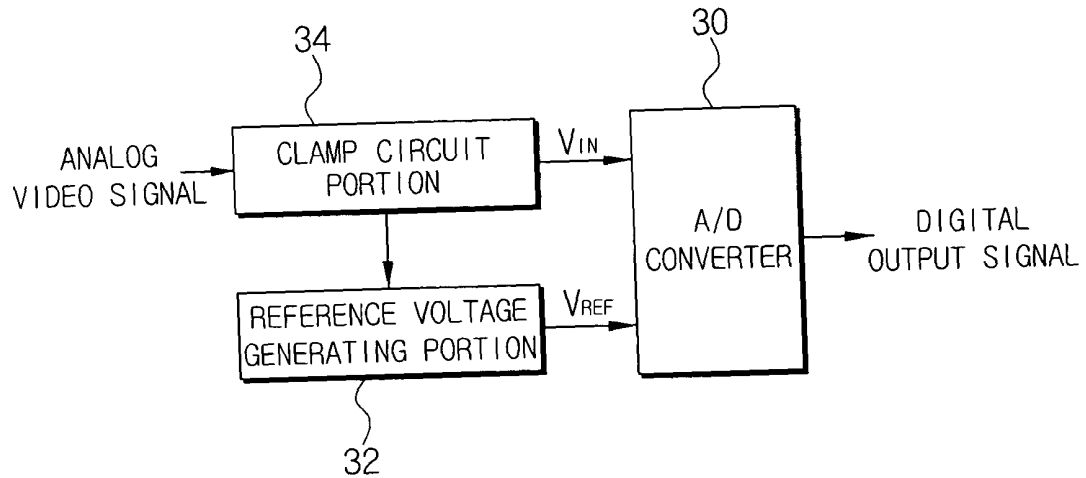 34
30
ANALOG
VIDEO SIGNAL
CLAMP CIRCUIT
PORTION
VIN
A/D
CONVERTER
DIGITAL
OUTPUT SIGNAL
REFERENCE VOLTAGE
GENERATING PORTION
VREF
32